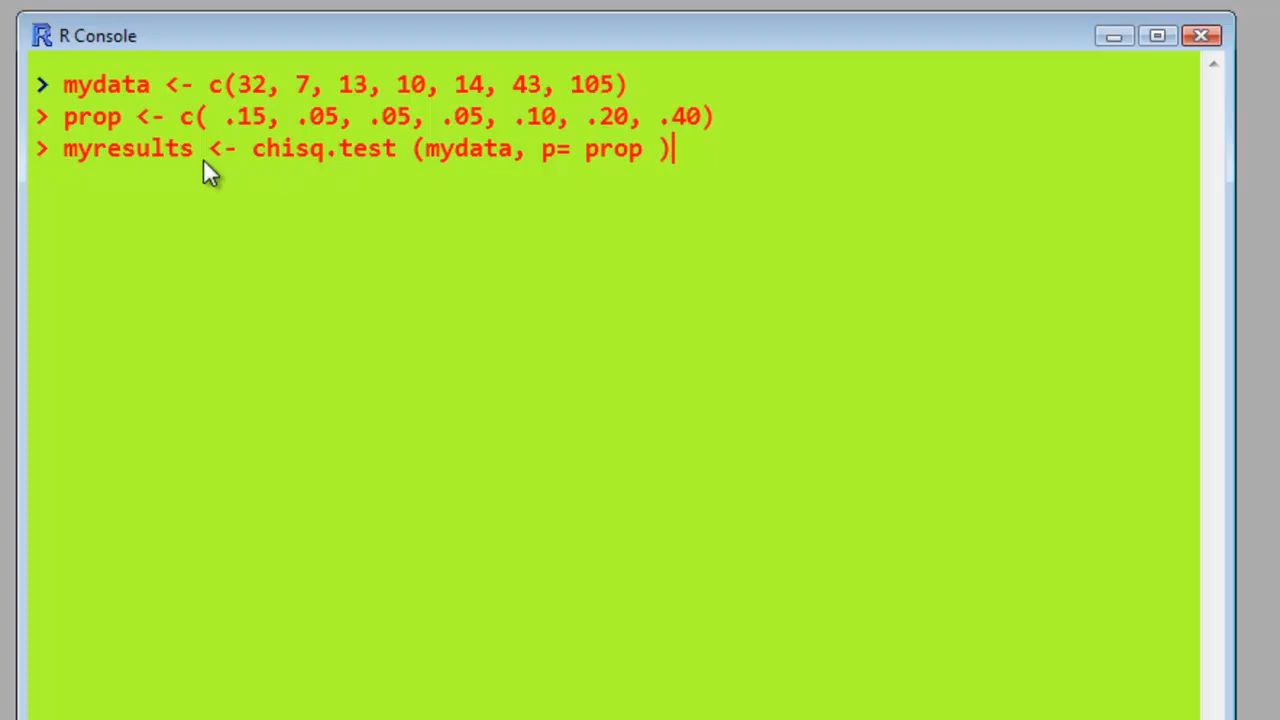 R Console
> mydata <- c(32, 7, 13, 10, 14, 43, 105)
> prop <- c( .15, .05, .05, .05, .10, .20, .40)
> myresults <- chisq.test (mydata, p= prop )